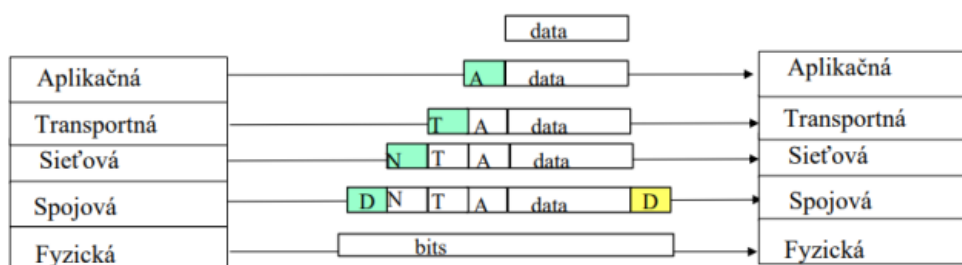 data
Aplikačná A data Aplikačná
Transportná T A data Transportná
Sieťová N T A data Sieťová
Spojová D N T A data D Spojová
Fyzická bits Fyzická